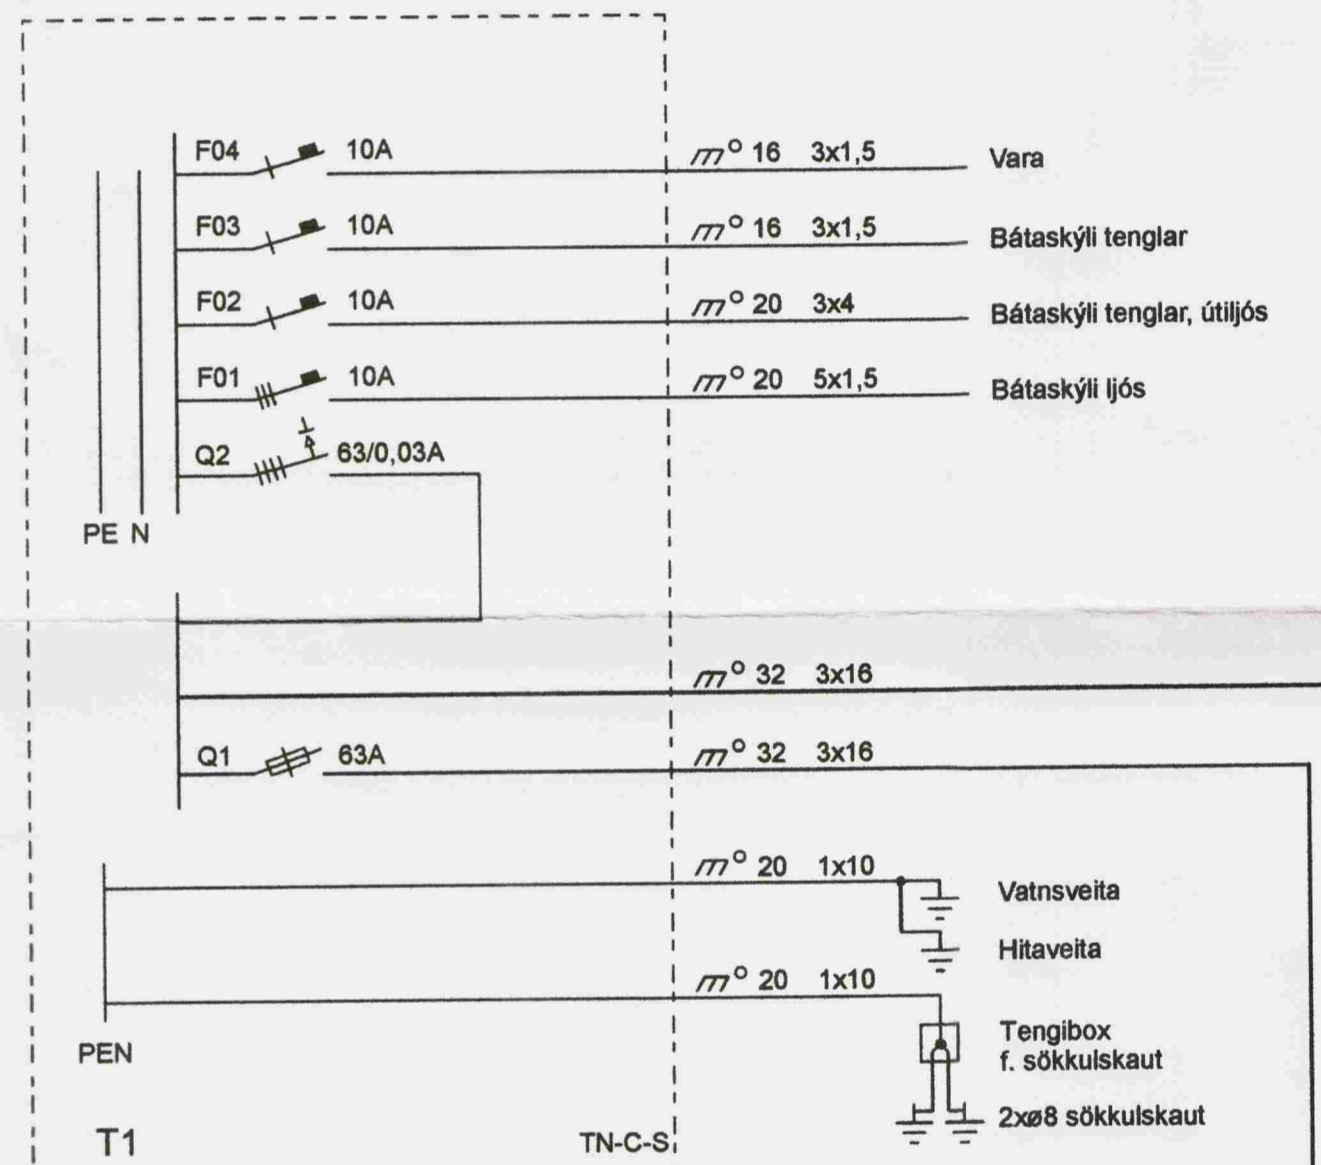 F04 10A 16 3x1,5 Vara
F03 10A 16 3x1,5 Bátaskýli tenglar
F02 10A 20 3x4 Bátaskýli tenglar, útiljós
F01 10A 20 5x1,5 Bátaskýli ljós
Q2 63/0,03A
PE N
32 3x16
Q1 63A 32 3x16
20 1x10
Vatnsveita
Hitaveita
20 1x10
Tengibox
f. sökkulskaut
PEN
2xø8 sökkulskaut
T1 TN-C-S